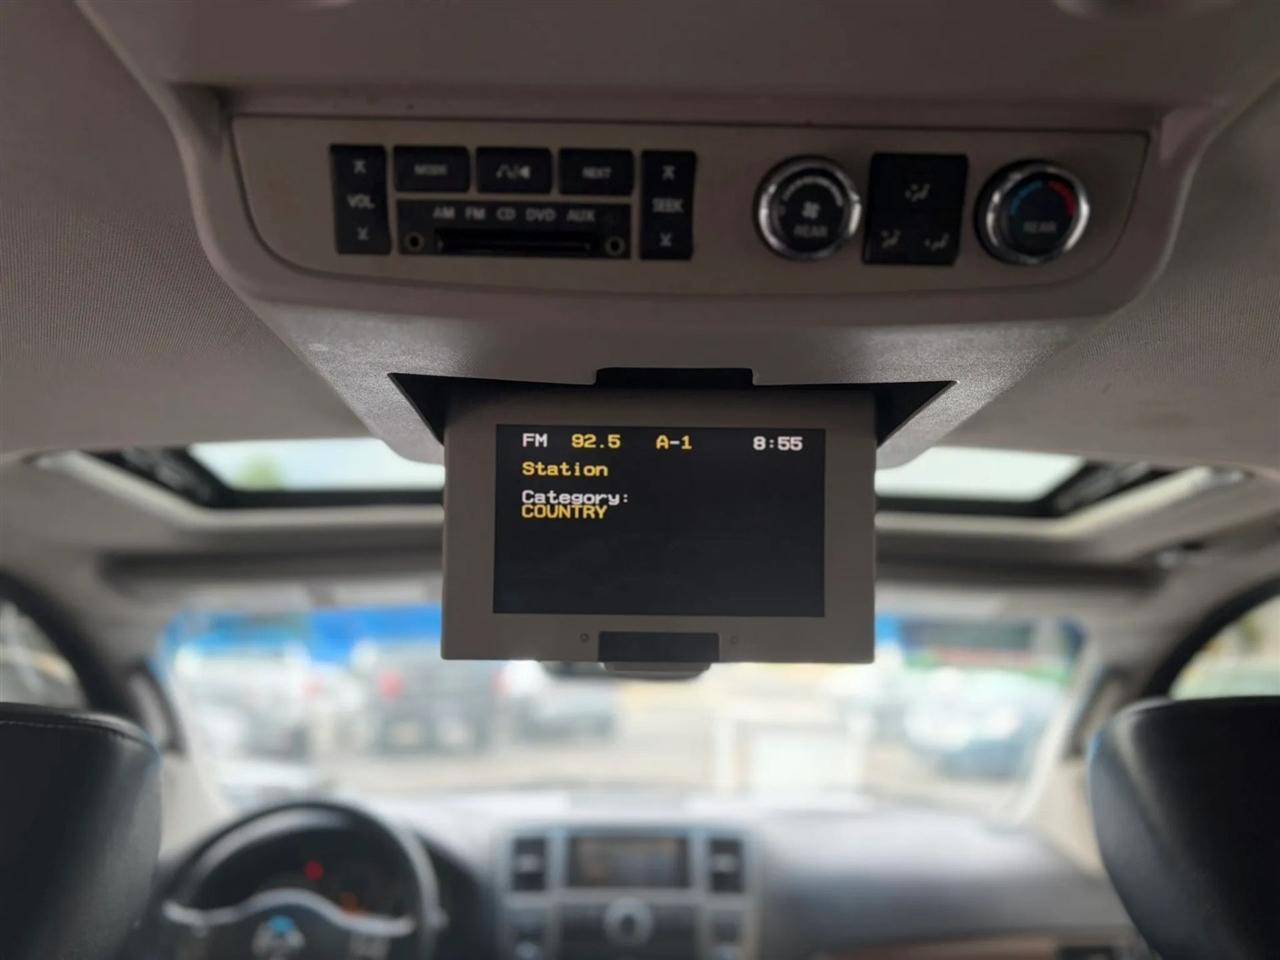 VOL
MODE
NEXT
SEEK
AM FM CD DVD AUX
REAR
REAR
FM 92.5 A-1 8:55
Station
Category:
COUNTRY